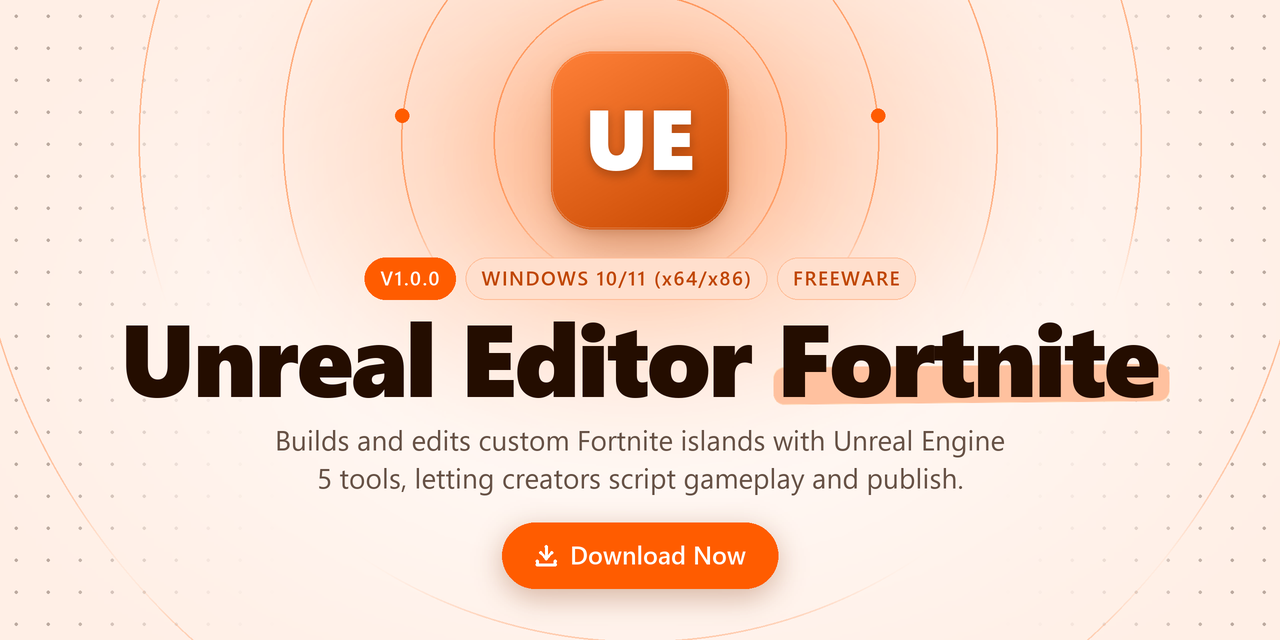 UE
V1.0.0
WINDOWS 10/11 (x64/x86)
FREEWARE
Unreal Editor Fortnite
Builds and edits custom Fortnite islands with Unreal Engine
5 tools, letting creators script gameplay and publish.
Download Now